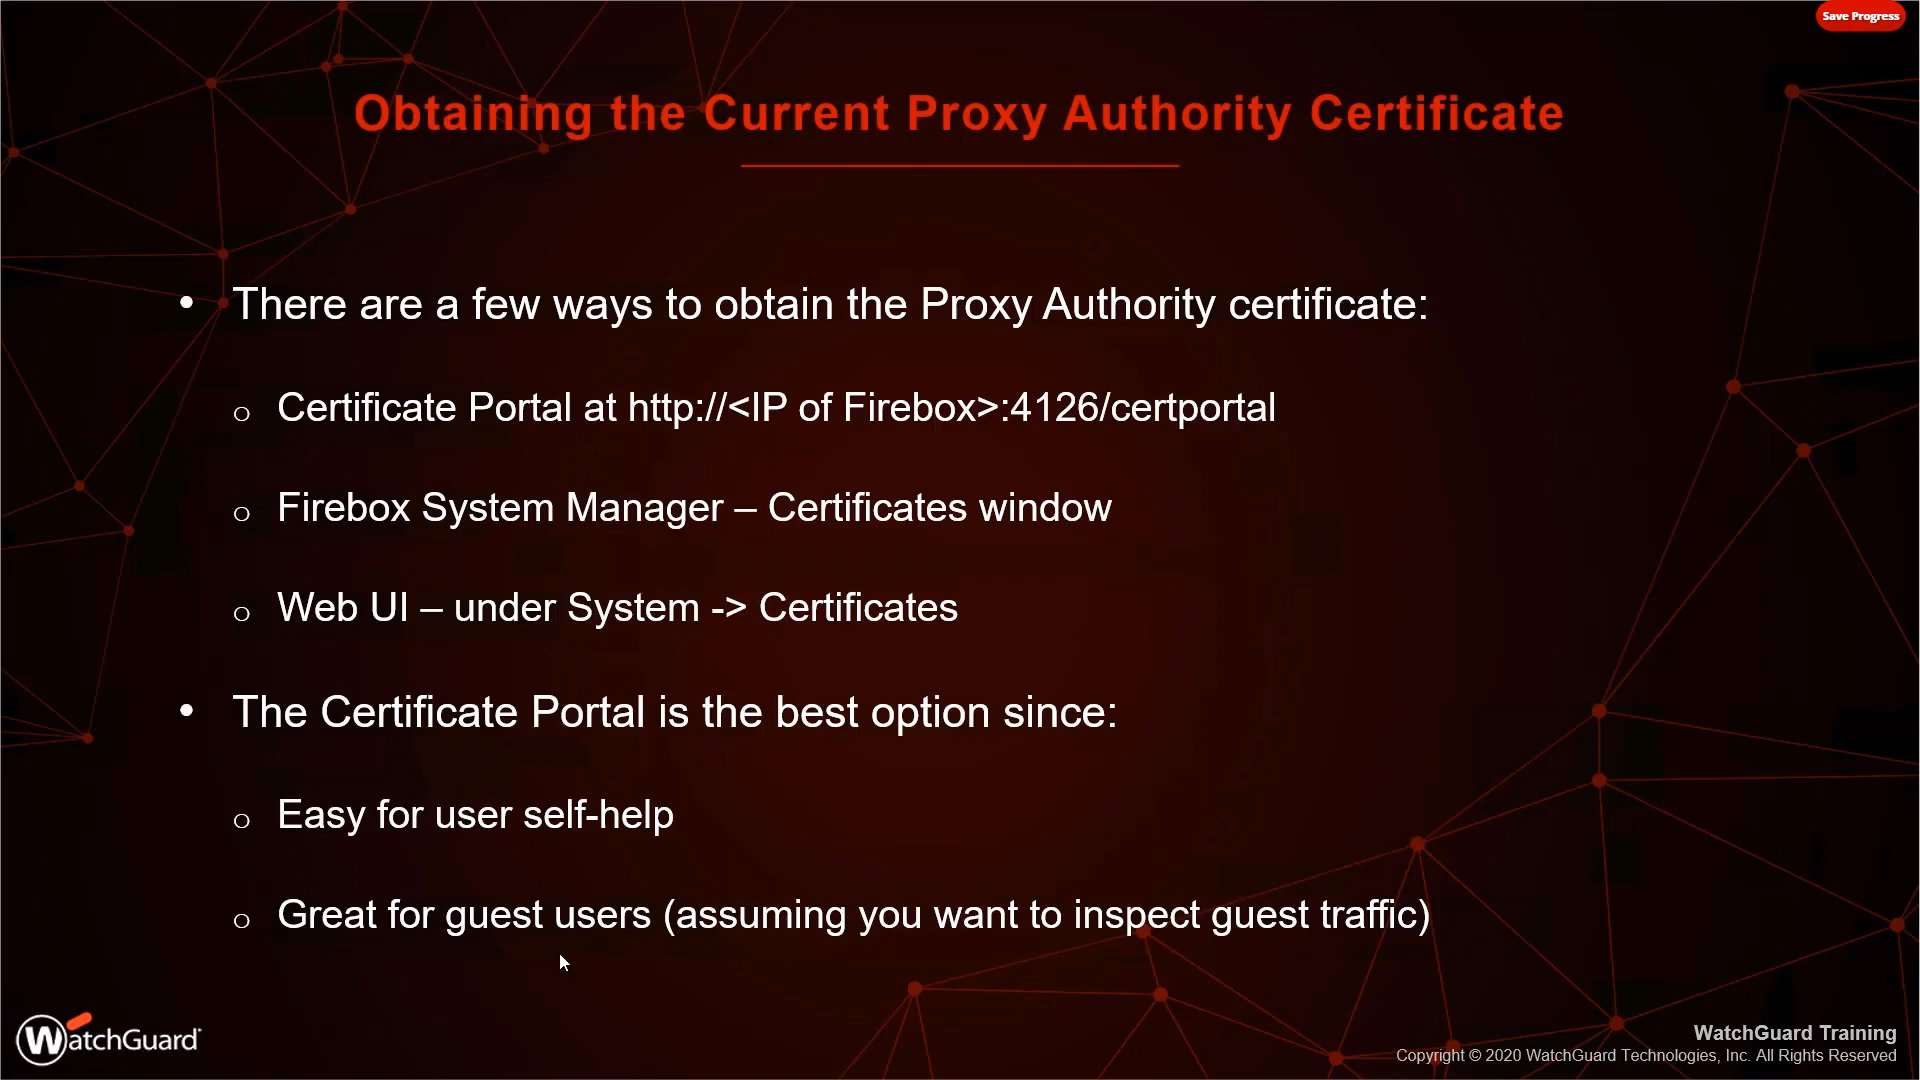 Save Progress
Obtaining the Current Proxy Authority Certificate
• There are a few ways to obtain the Proxy Authority certificate:
o Certificate Portal at http://<IP of Firebox>:4126/certportal
o Firebox System Manager – Certificates window
o Web UI – under System -> Certificates
• The Certificate Portal is the best option since:
o Easy for user self-help
o Great for guest users (assuming you want to inspect guest traffic)
WatchGuard
WatchGuard Training
Copyright © 2020 WatchGuard Technologies, Inc. All Rights Reserved